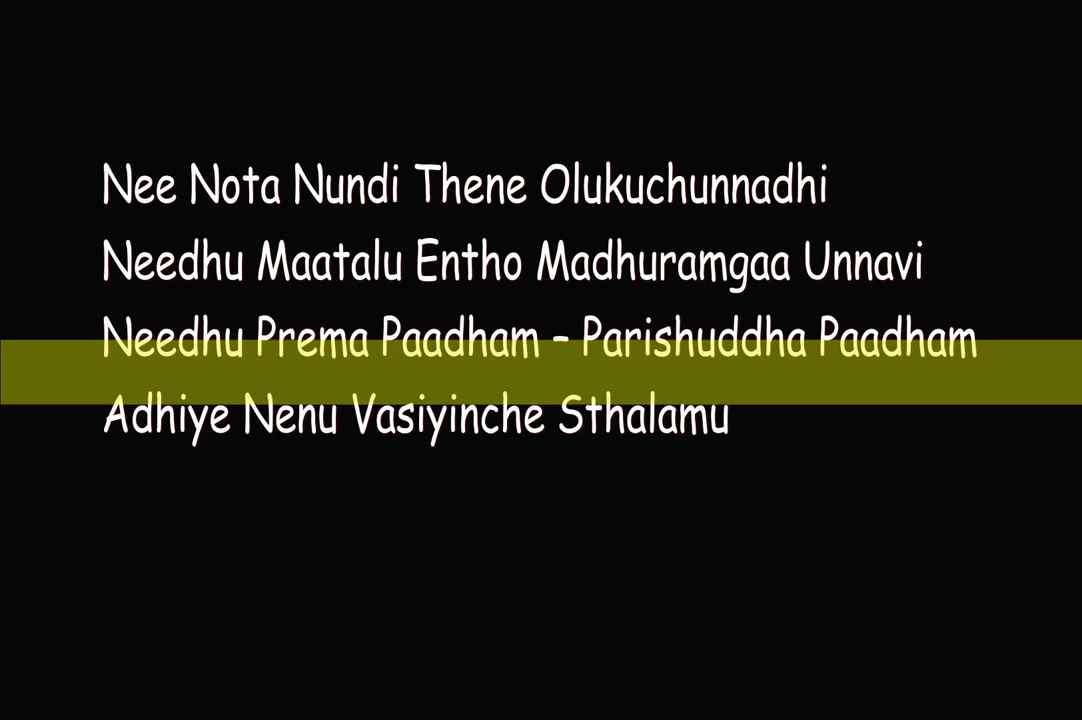 Nee Nota Nundi Thene Olukuchunnadhi
Needhu Maatalu Entho Madhuramgaa Unnavi
Needhu Prema Paadham – Parishuddha Paadham
Adhiye Nenu Vasiyinche Sthalamu